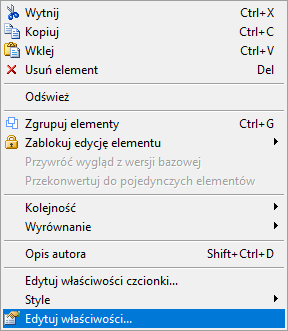 Wytnij Ctrl+X
Kopiuj Ctrl+C
Wklej Ctrl+V
Usuń element Del
Odśwież
Zgrupuj elementy Ctrl+G
Zablokuj edycję elementu
Przywróć wygląd z wersji bazowej
Przekonwertuj do pojedynczych elementów
Kolejność
Wyrównanie
Opis autora Shift+Ctrl+D
Edytuj właściwości czcionki...
Style
Edytuj właściwości...